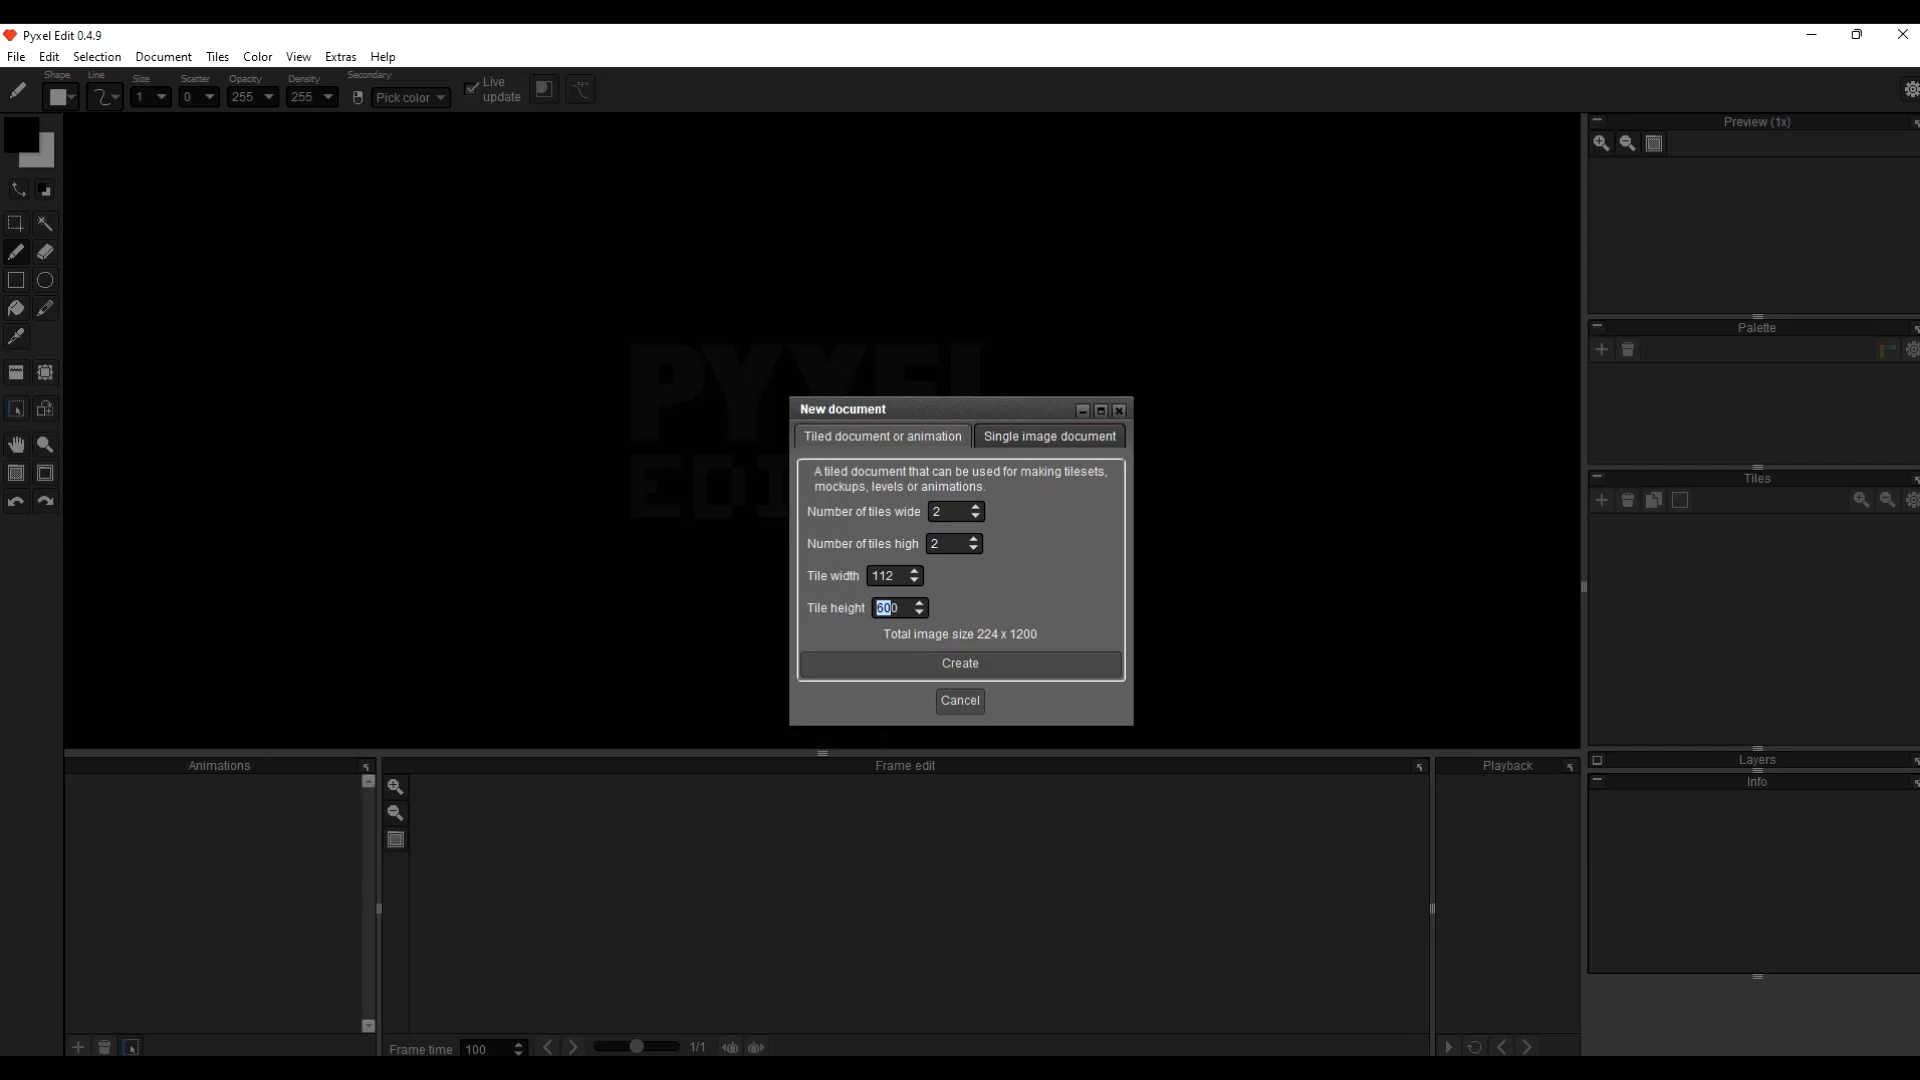 Pyxel Edit 0.4.9
File Edit Selection Document Tiles Color View Extras Help
Shape Line Size Scatter Opacity Density Secondary
1 0 255 255 Pick color Live update
Preview (1x)
PYXEL
EDI
New document
Tiled document or animation Single image document
A tiled document that can be used for making tilesets,
mockups, levels or animations.
Number of tiles wide 2
Number of tiles high 2
Tile width 112
Tile height 600
Total image size 224 x 1200
Create
Cancel
Palette
Tiles
Layers
Info
Animations Frame edit Playback
Frame time 100 1/1